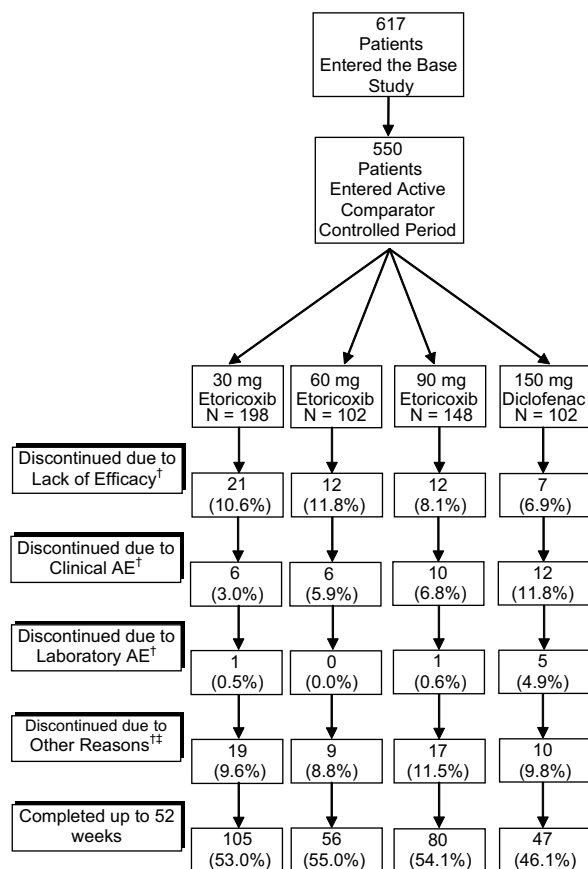 617
Patients
Entered the Base
Study
550
Patients
Entered Active
Comparator
Controlled Period
30 mg
Etoricoxib
N = 198
60 mg
Etoricoxib
N = 102
90 mg
Etoricoxib
N = 148
150 mg
Diclofenac
N = 102
Discontinued due to
Lack of Efficacy†
21
(10.6%)
12
(11.8%)
12
(8.1%)
7
(6.9%)
Discontinued due to
Clinical AE†
6
(3.0%)
6
(5.9%)
10
(6.8%)
12
(11.8%)
Discontinued due to
Laboratory AE†
1
(0.5%)
0
(0.0%)
1
(0.6%)
5
(4.9%)
Discontinued due to
Other Reasons†‡
19
(9.6%)
9
(8.8%)
17
(11.5%)
10
(9.8%)
Completed up to 52
weeks
105
(53.0%)
56
(55.0%)
80
(54.1%)
47
(46.1%)